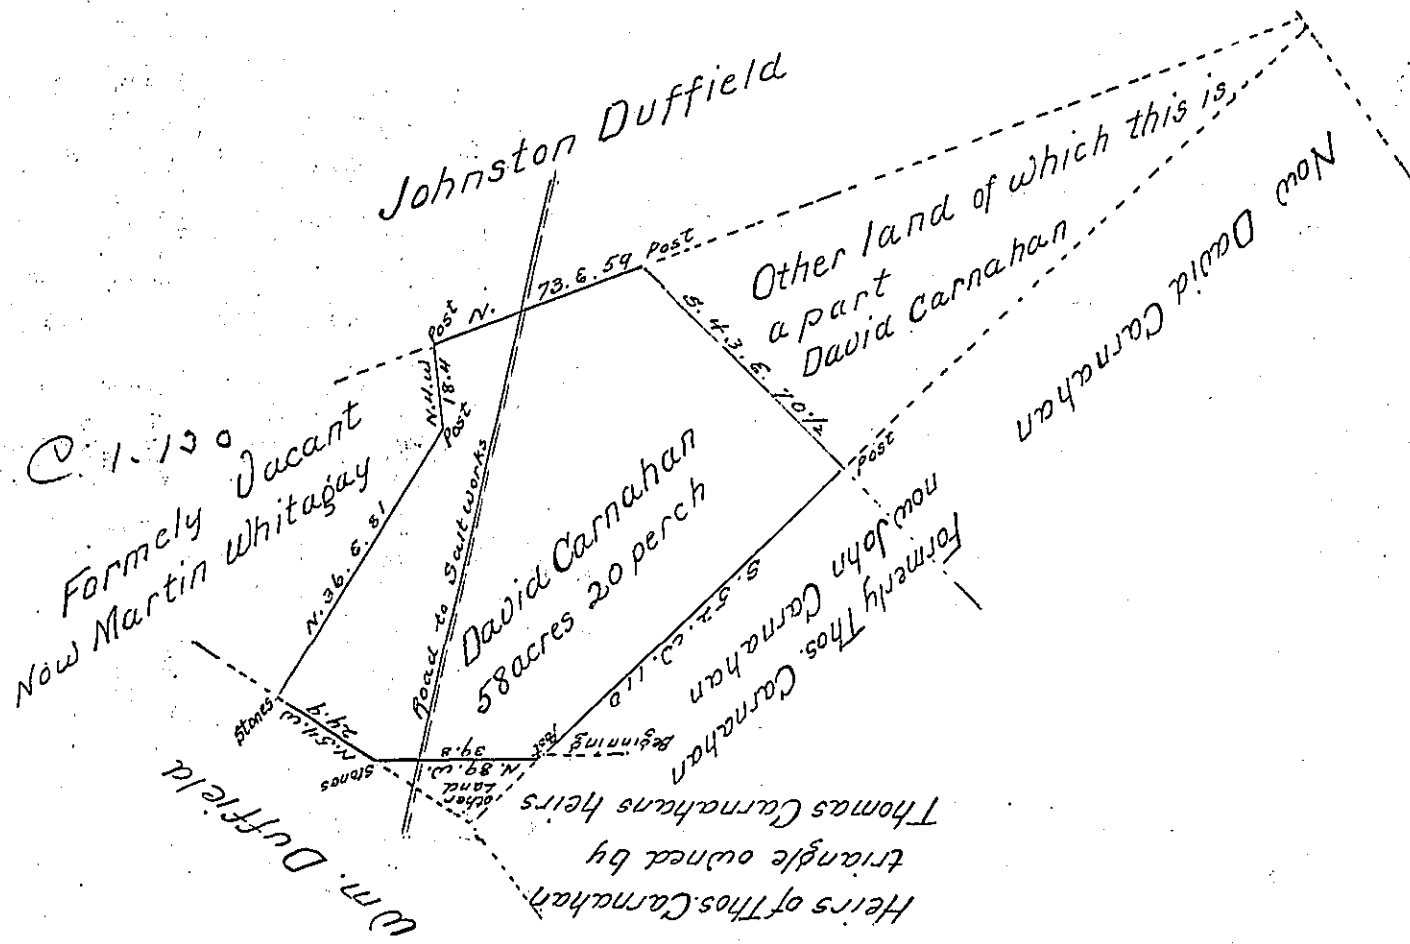 Johnston Duffield
Other land of which this is
a part
David Carnahan
Now David Carnahan
C. 1. 130
Formely Vacant
Now Martin Whitagay
Post
N. 73. E. 59
Post
S. 43. E. 70½
Post
N.4.W
18.4
Post
N. 36. E. 81
Road to Saltworks
David Carnahan
58 acres 20 perch
S. 52. W. 110
now John Carnahan
Formerly Thos. Carnahan
Stones
N. 54. W
24.9
Stones
N. 89. W.
39.8
Post
Beginning
other
Land
Wm. Duffield
Heirs of Thos. Carnahan
triangle owned by
Thomas Carnahans heirs